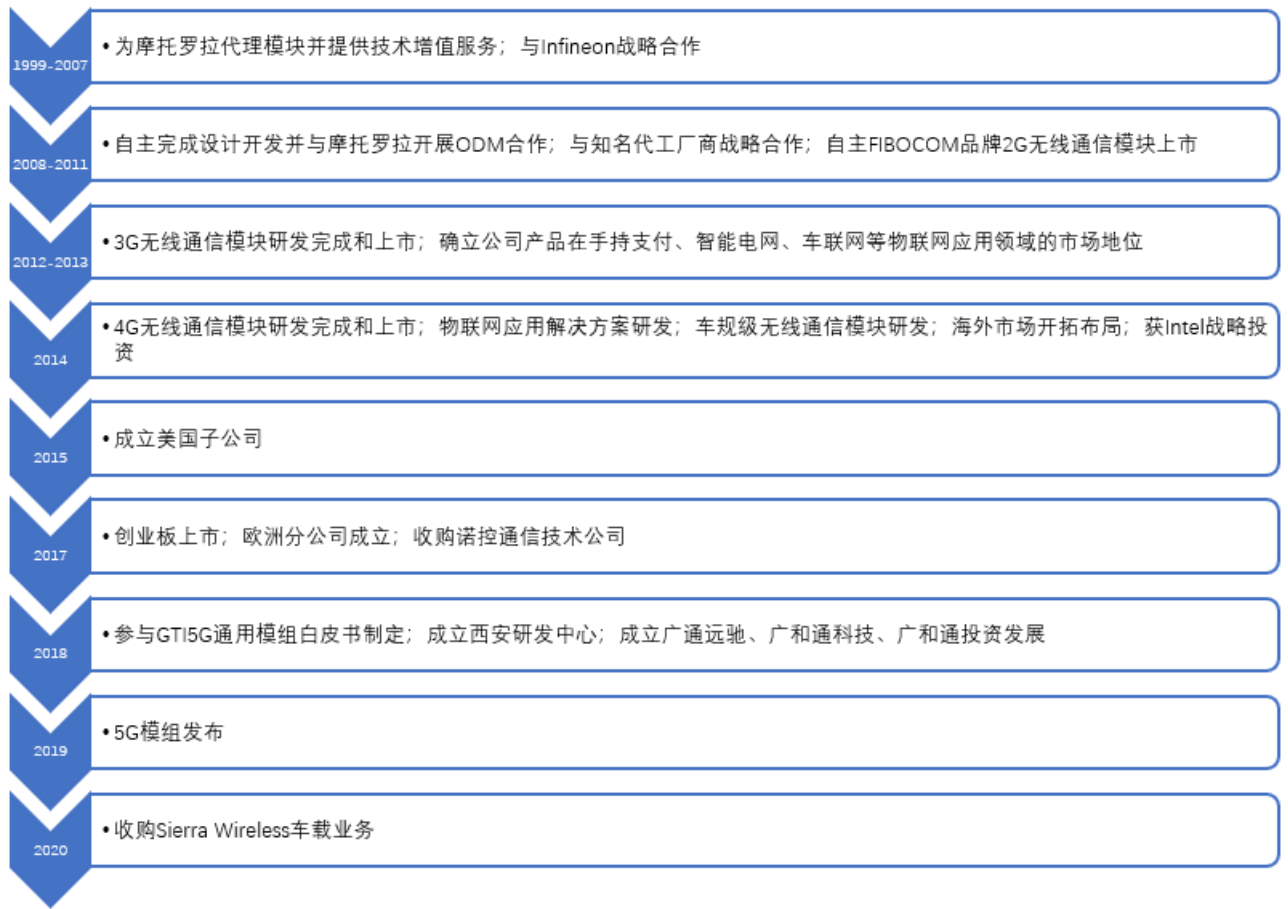 1999-2007
•为摩托罗拉代理模块并提供技术增值服务；与Infineon战略合作
2008-2011
•自主完成设计开发并与摩托罗拉开展ODM合作；与知名代工厂商战略合作；自主FIBOCOM品牌2G无线通信模块上市
2012-2013
•3G无线通信模块研发完成和上市；确立公司产品在手持支付、智能电网、车联网等物联网应用领域的市场地位
2014
•4G无线通信模块研发完成和上市；物联网应用解决方案研发；车规级无线通信模块研发；海外市场开拓布局；获Intel战略投
资
2015
•成立美国子公司
2017
•创业板上市；欧洲分公司成立；收购诺控通信技术公司
2018
•参与GTI5G通用模组白皮书制定；成立西安研发中心；成立广通远驰、广和通科技、广和通投资发展
2019
•5G模组发布
2020
•收购Sierra Wireless车载业务